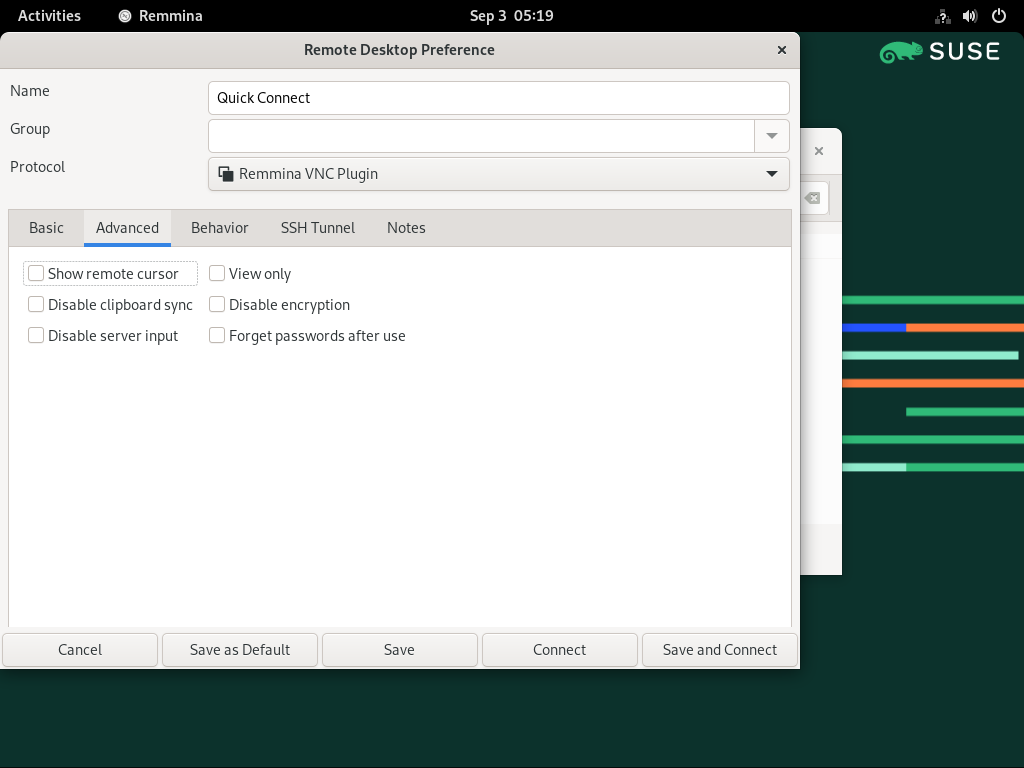 Activities Remmina Sep 3 05:19
SUSE
Remote Desktop Preference
Name Quick Connect
Group
Protocol Remmina VNC Plugin
Basic Advanced Behavior SSH Tunnel Notes
Show remote cursor View only
Disable clipboard sync Disable encryption
Disable server input Forget passwords after use
Cancel Save as Default Save Connect Save and Connect